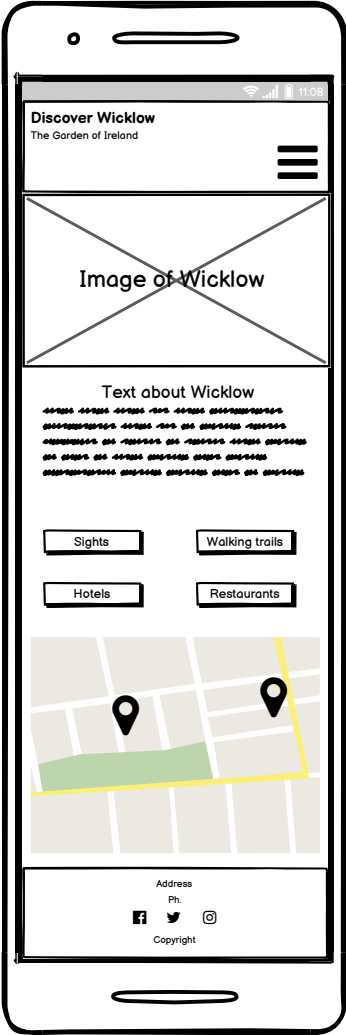 11:08
Discover Wicklow
The Garden of Ireland
Image of Wicklow
Text about Wicklow
Sights
Walking trails
Hotels
Restaurants
Address
Ph.
Copyright